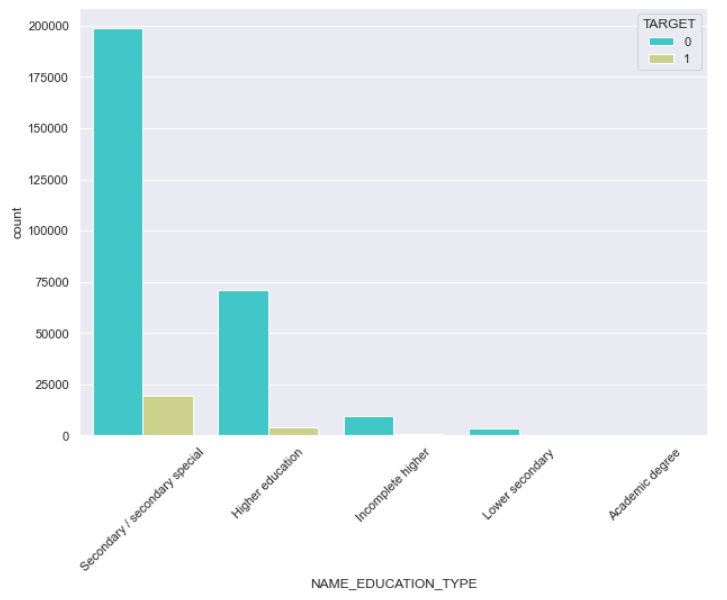 TARGET
0
1
200000
175000
150000
125000
100000
75000
50000
25000
0
count
Secondary / secondary special
Higher education
Incomplete higher
Lower secondary
Academic degree
NAME_EDUCATION_TYPE